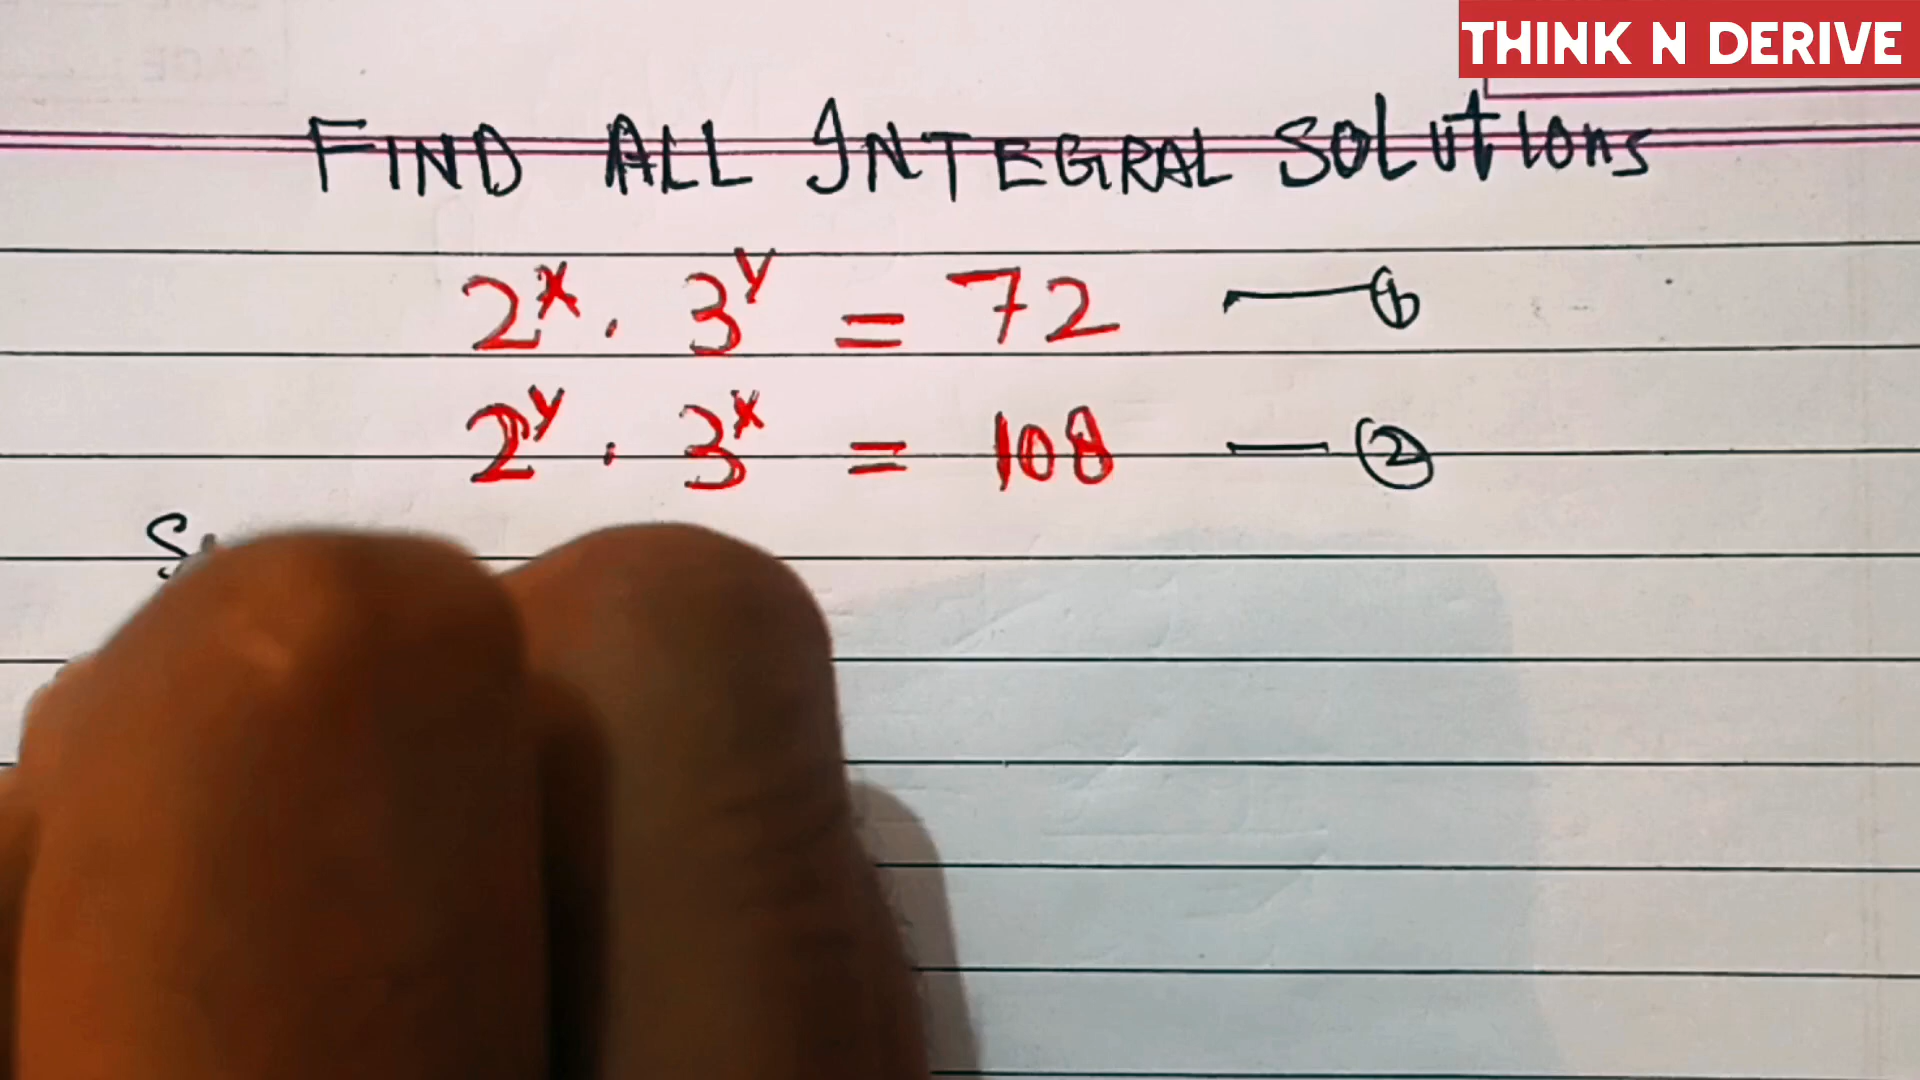 THINK N DERIVE
FIND ALL INTEGRAL SOLUTIONS
2^x . 3^y = 72 — ①
2^y . 3^x = 108 — ②